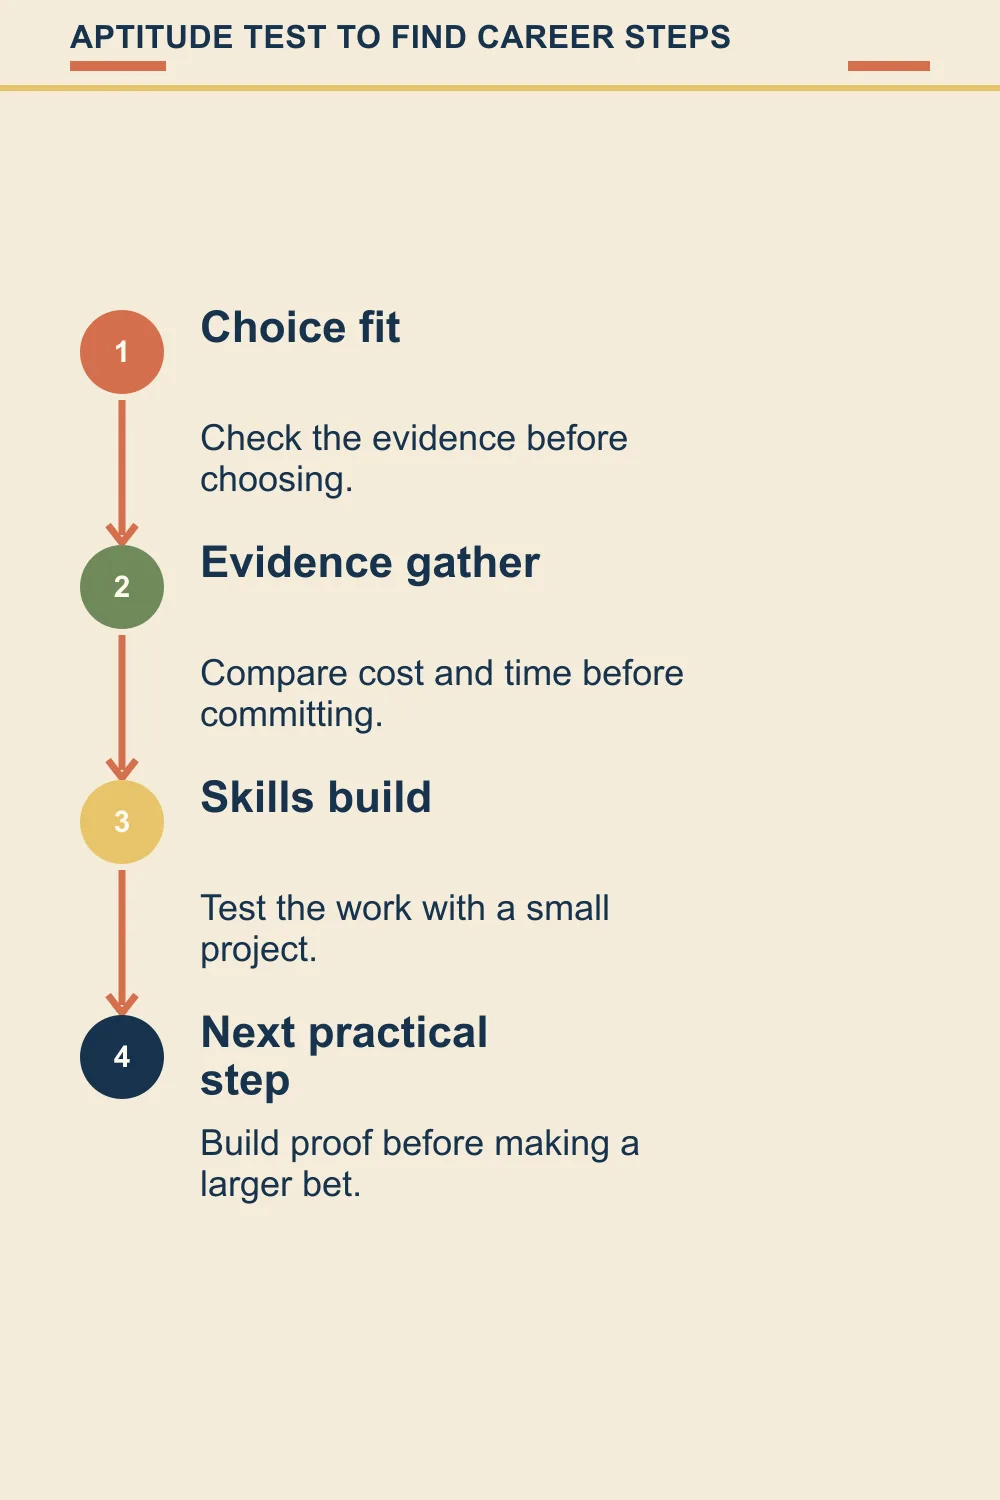 APTITUDE TEST TO FIND CAREER STEPS
1
Choice fit
Check the evidence before
choosing.
2
Evidence gather
Compare cost and time before
committing.
3
Skills build
Test the work with a small
project.
4
Next practical
step
Build proof before making a
larger bet.